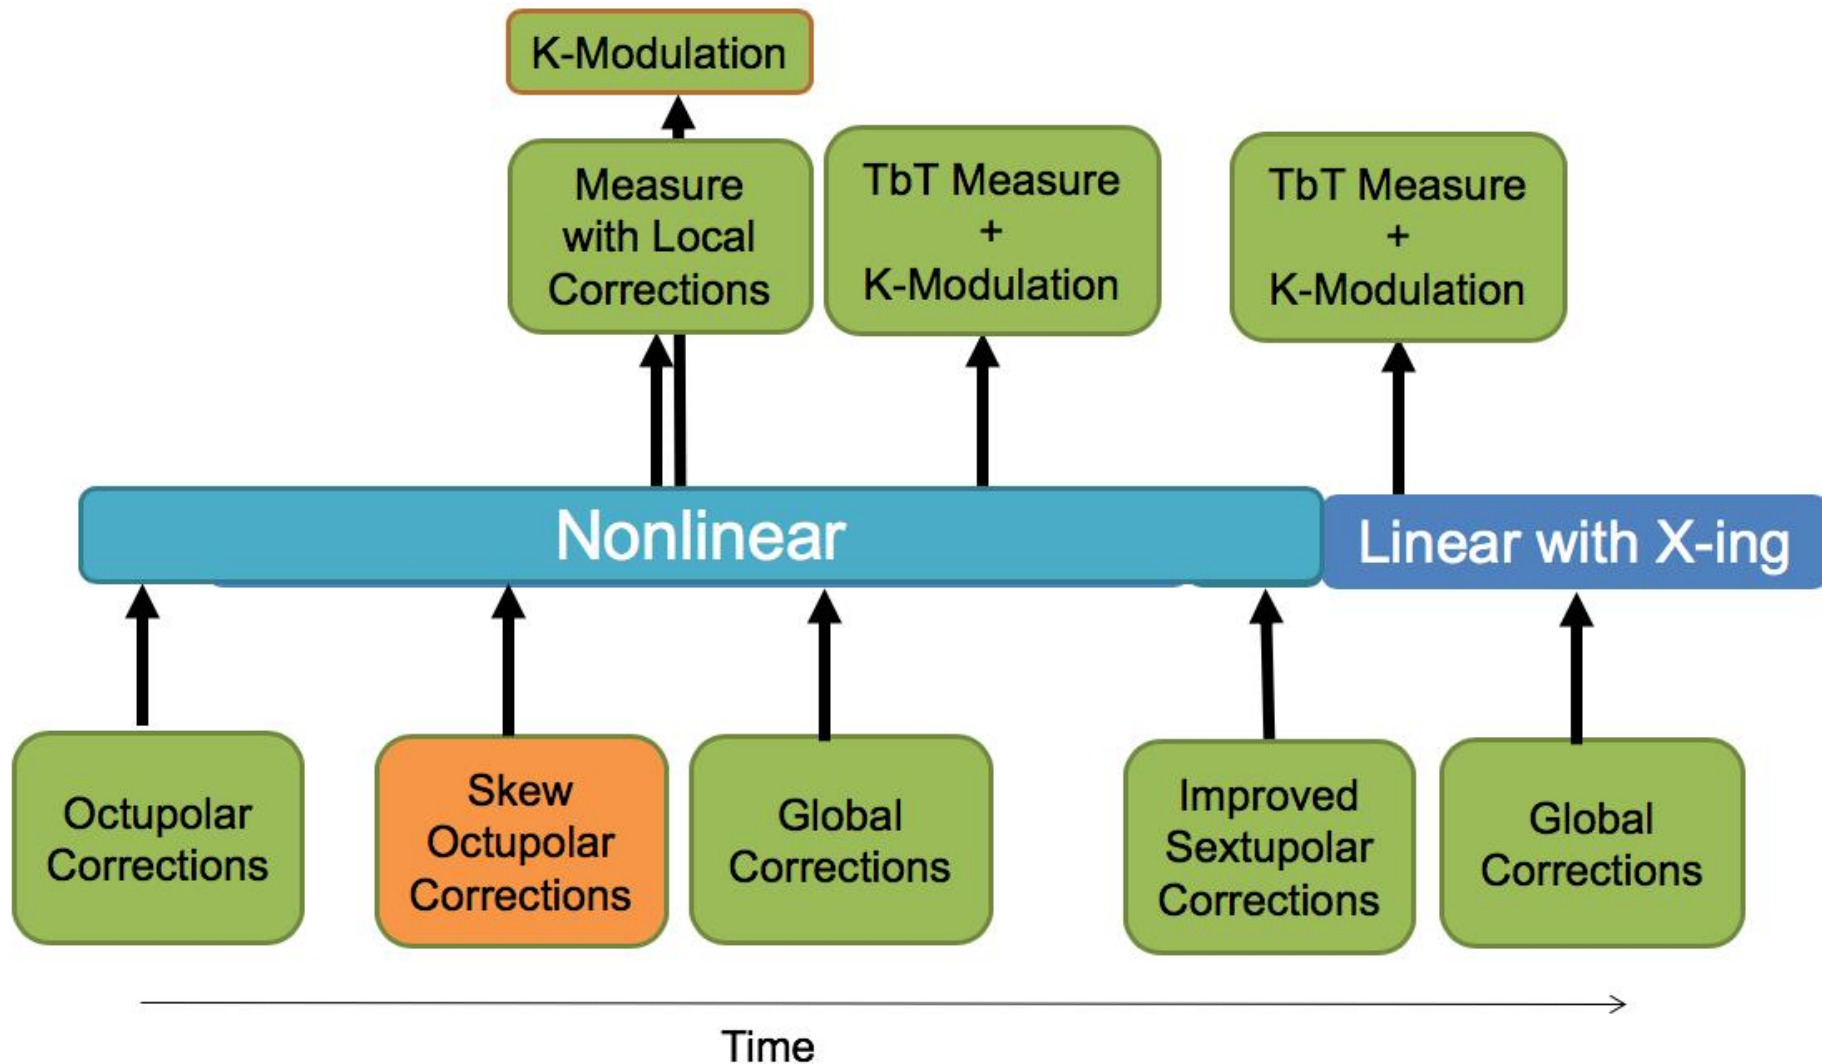 K-Modulation
Measure
with Local
Corrections
TbT Measure
+
K-Modulation
TbT Measure
+
K-Modulation
Nonlinear
Linear with X-ing
Octupolar
Corrections
Skew
Octupolar
Corrections
Global
Corrections
Improved
Sextupolar
Corrections
Global
Corrections
Time